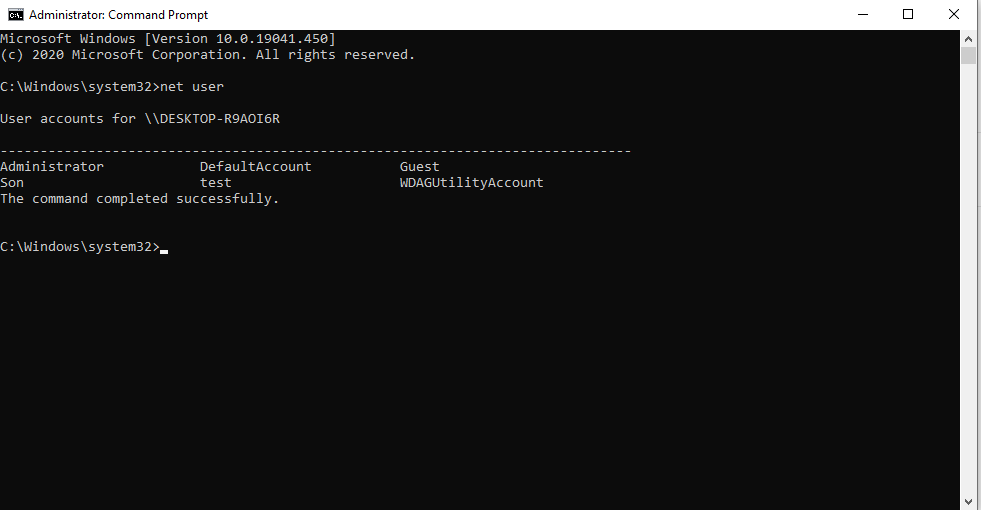 Administrator: Command Prompt
Microsoft Windows [Version 10.0.19041.450]
(c) 2020 Microsoft Corporation. All rights reserved.
C:\Windows\system32>net user
User accounts for \\DESKTOP-R9AOI6R
-------------------------------------------------------------------------------
Administrator            DefaultAccount           Guest
Son                      test                     WDAGUtilityAccount
The command completed successfully.
C:\Windows\system32>